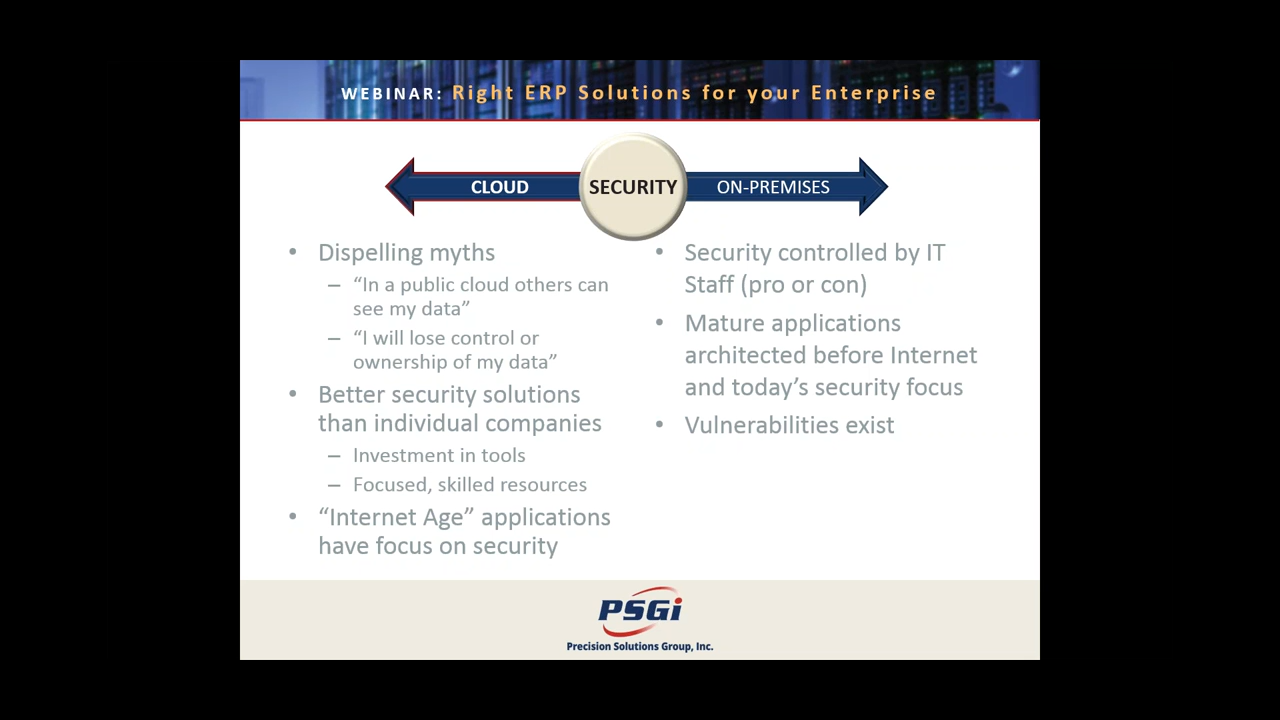 WEBINAR: Right ERP Solutions for your Enterprise
CLOUD
SECURITY
ON-PREMISES
• Dispelling myths
– “In a public cloud others can
see my data”
– “I will lose control or
ownership of my data”
• Better security solutions
than individual companies
– Investment in tools
– Focused, skilled resources
• “Internet Age” applications
have focus on security
• Security controlled by IT
Staff (pro or con)
• Mature applications
architected before Internet
and today’s security focus
• Vulnerabilities exist
PSGi
Precision Solutions Group, Inc.